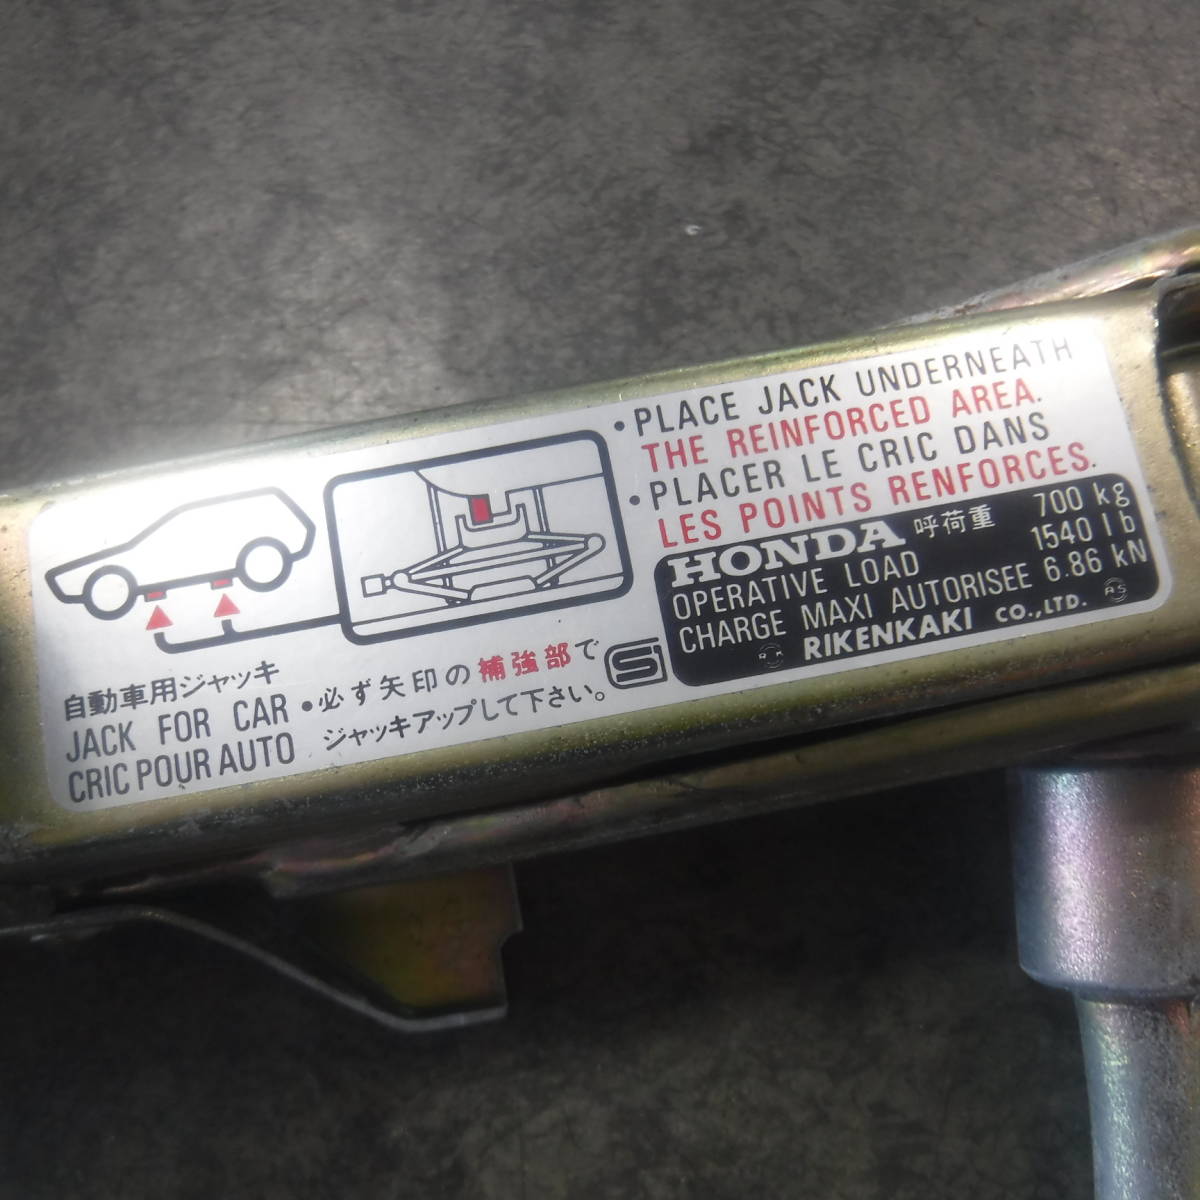 自動車用ジャッキ
JACK FOR CAR
CRIC POUR AUTO
•必ず矢印の補強部で
ジャッキアップして下さい。
•PLACE JACK UNDERNEATH
THE REINFORCED AREA.
•PLACER LE CRIC DANS
LES POINTS RENFORCES.
HONDA 呼荷重 700 kg
OPERATIVE LOAD 1540 lb
CHARGE MAXI AUTORISEE 6.86 kN
RIKENKAKI CO.,LTD.